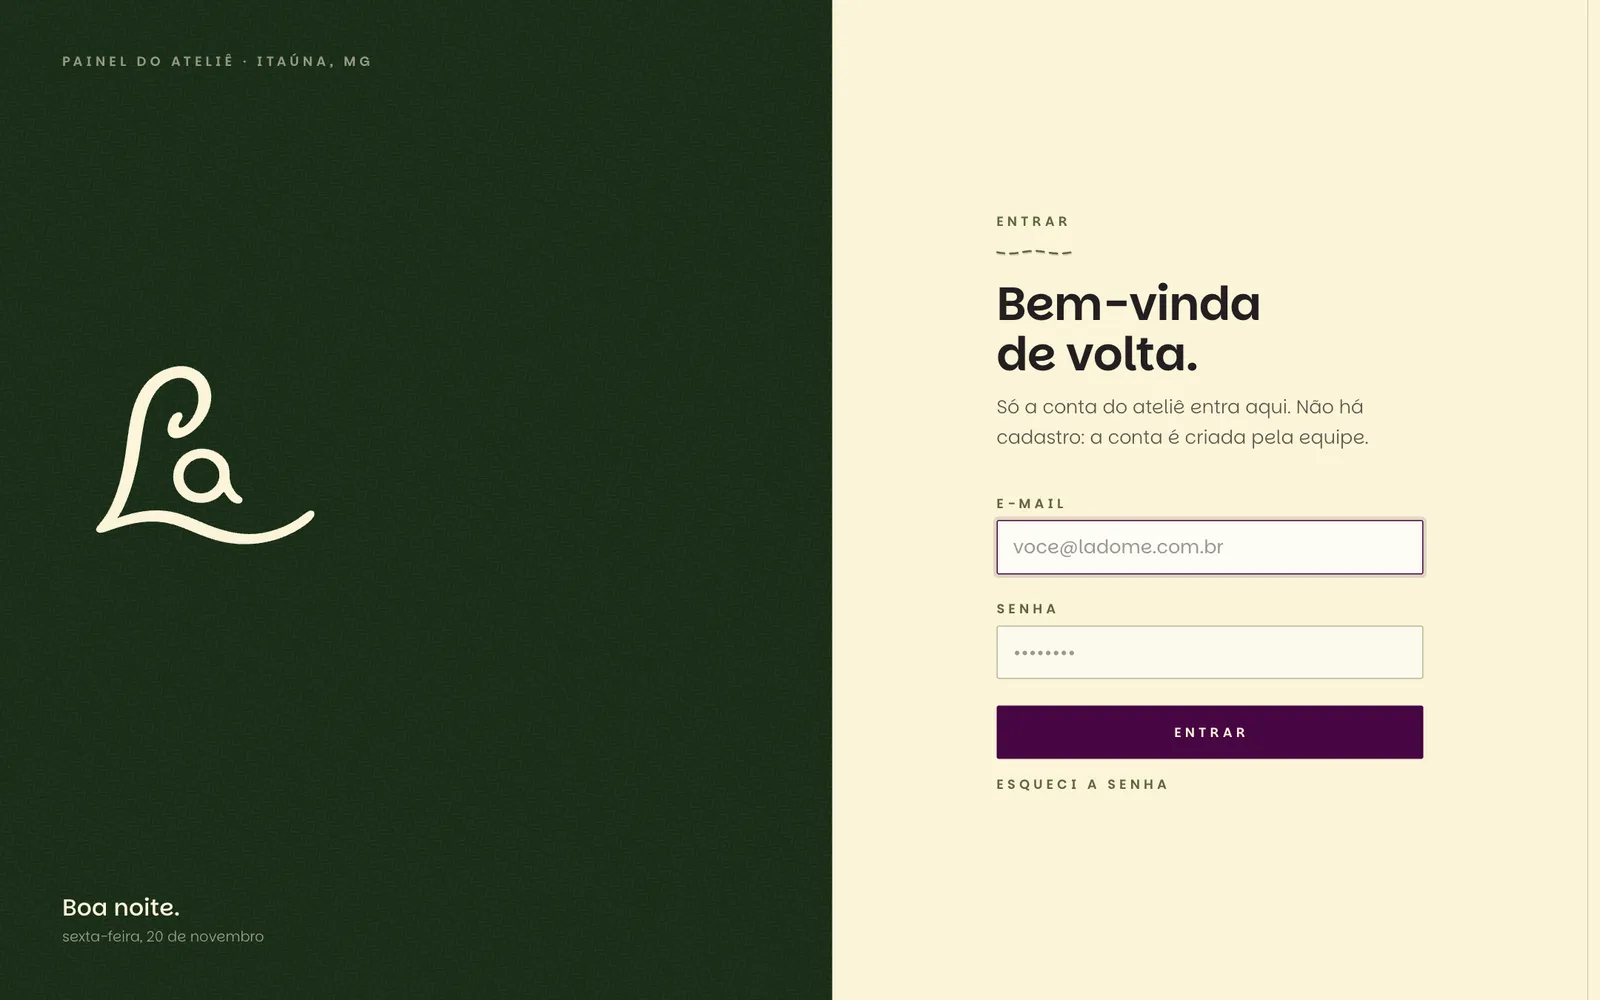 PAINEL DO ATELIÊ · ITAÚNA, MG
La
Boa noite.
sexta-feira, 20 de novembro
ENTRAR
Bem-vinda
de volta.
Só a conta do ateliê entra aqui. Não há
cadastro: a conta é criada pela equipe.
E-MAIL
voce@ladome.com.br
SENHA
••••••••
ENTRAR
ESQUECI A SENHA